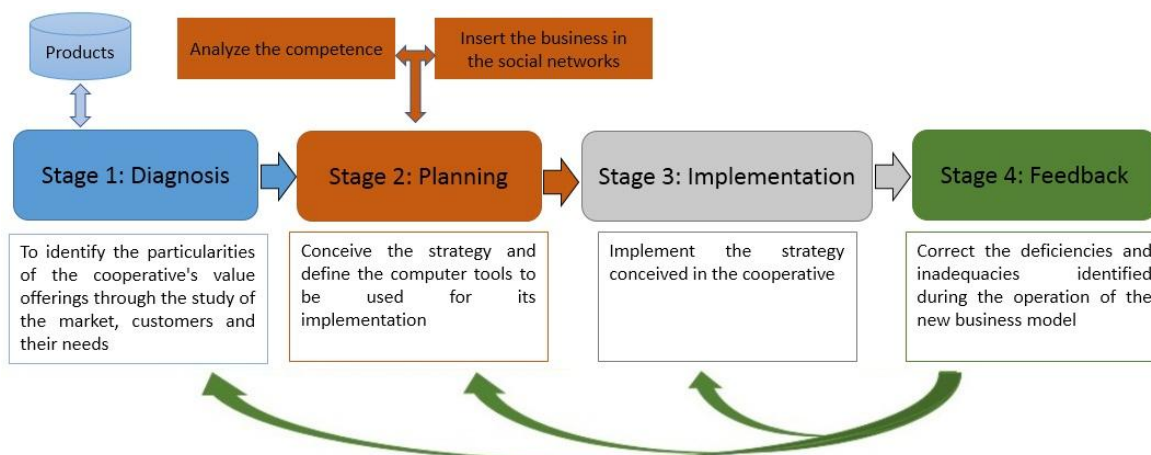 Products
Analyze the competence
Insert the business in
the social networks
Stage 1: Diagnosis
Stage 2: Planning
Stage 3: Implementation
Stage 4: Feedback
To identify the particularities
of the cooperative's value
offerings through the study of
the market, customers and
their needs
Conceive the strategy and
define the computer tools to
be used for its
implementation
Implement the strategy
conceived in the cooperative
Correct the deficiencies and
inadequacies identified
during the operation of the
new business model